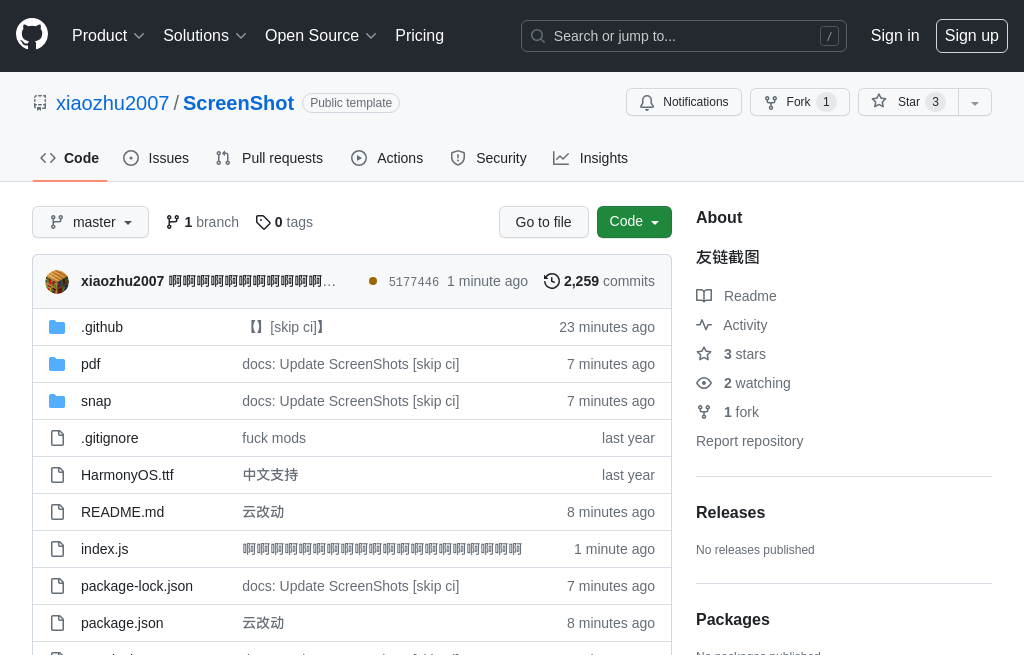 Product Solutions Open Source Pricing Search or jump to... / Sign in Sign up
xiaozhu2007 / ScreenShot Public template Notifications Fork 1 Star 3
Code Issues Pull requests Actions Security Insights
master 1 branch 0 tags Go to file Code
xiaozhu2007 啊啊啊啊啊啊啊啊啊啊啊… 5177446 1 minute ago 2,259 commits
.github 【】[skip ci]】 23 minutes ago
pdf docs: Update ScreenShots [skip ci] 7 minutes ago
snap docs: Update ScreenShots [skip ci] 7 minutes ago
.gitignore fuck mods last year
HarmonyOS.ttf 中文支持 last year
README.md 云改动 8 minutes ago
index.js 啊啊啊啊啊啊啊啊啊啊啊啊啊啊啊啊啊啊啊啊 1 minute ago
package-lock.json docs: Update ScreenShots [skip ci] 7 minutes ago
package.json 云改动 8 minutes ago
About
友链截图
Readme
Activity
3 stars
2 watching
1 fork
Report repository
Releases
No releases published
Packages
No packages published